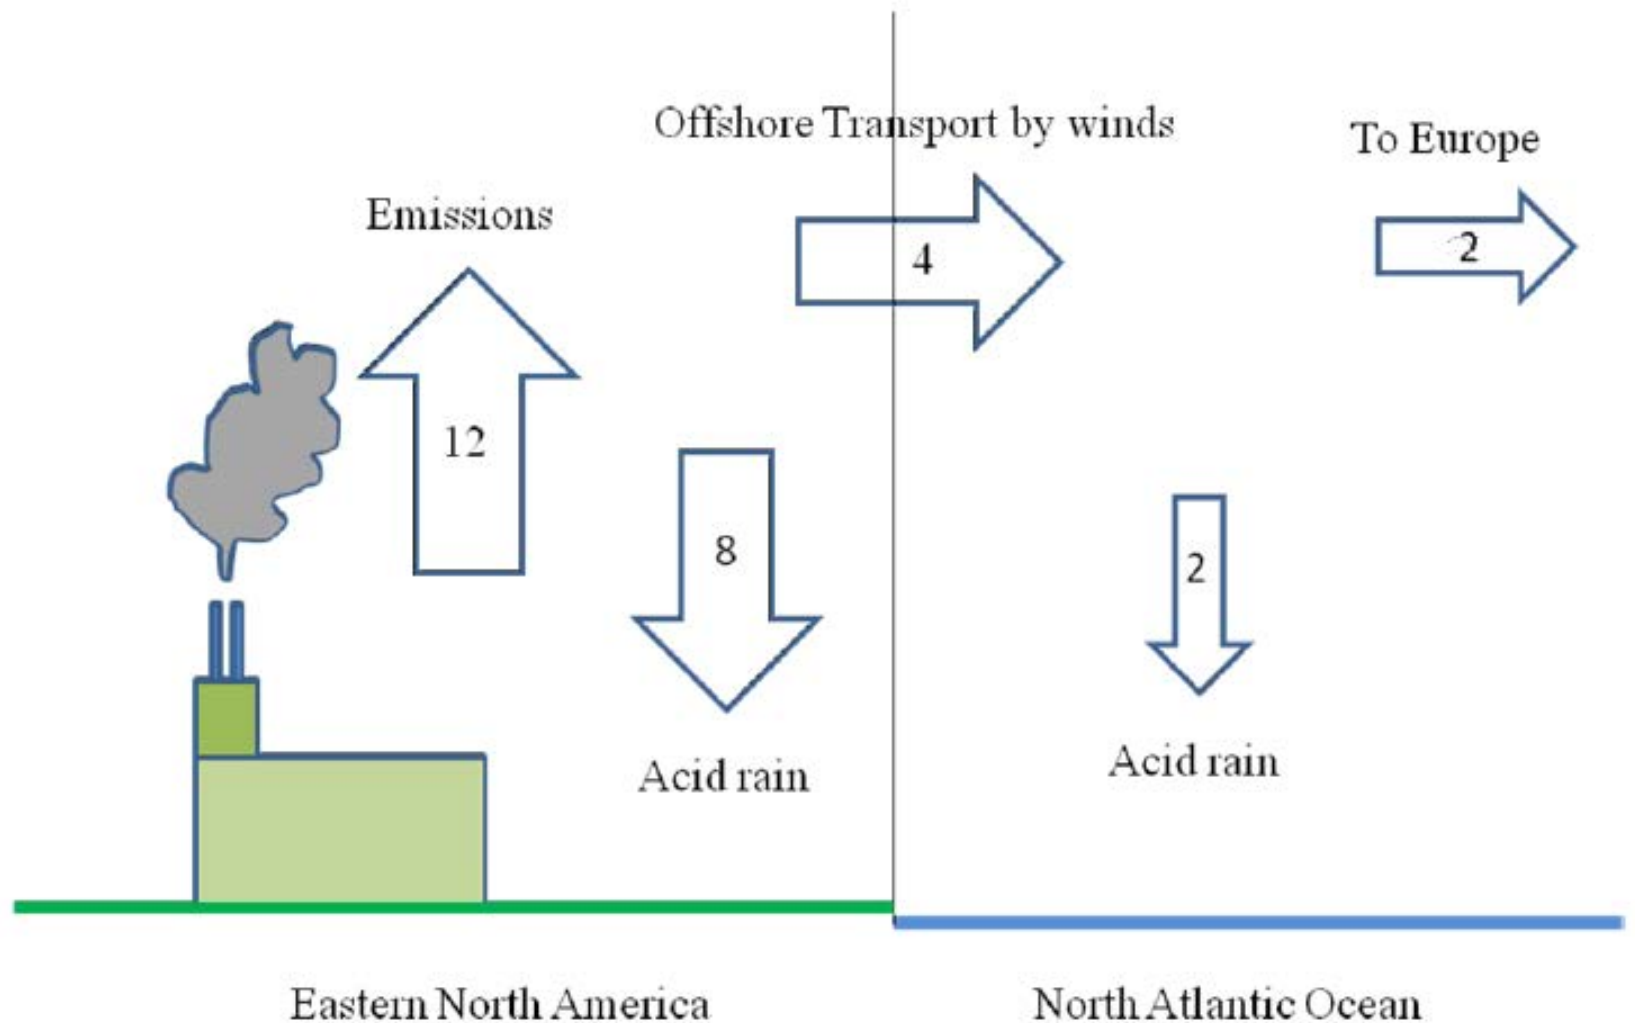 Offshore Transport by winds
To Europe
Emissions
4
2
12
8
2
Acid rain
Acid rain
Eastern North America
North Atlantic Ocean